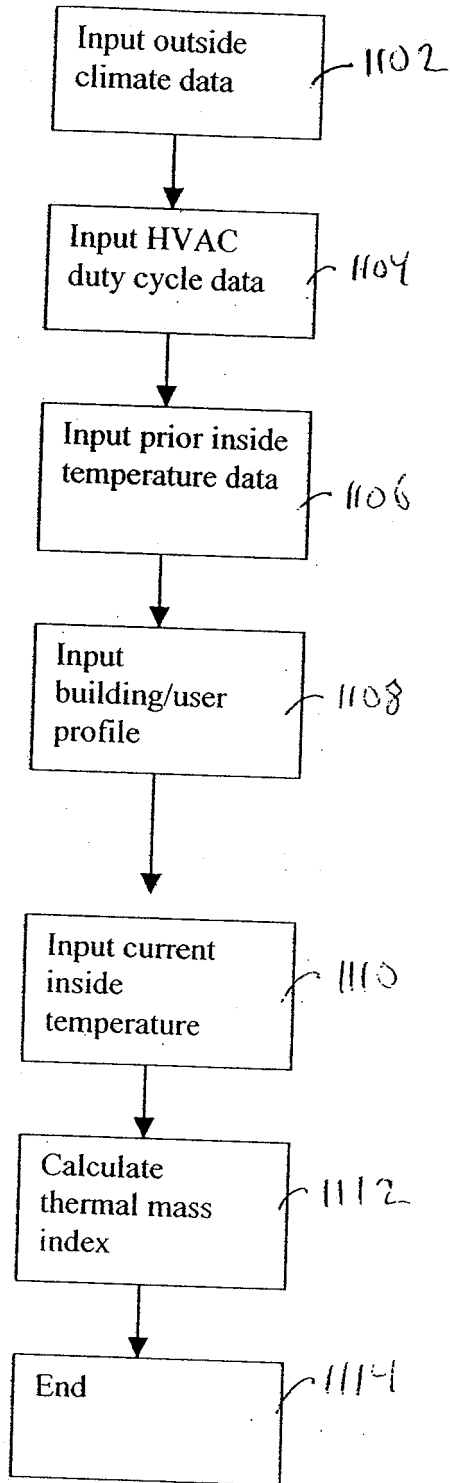 Input outside
climate data
1102
Input HVAC
duty cycle data
1104
Input prior inside
temperature data
1106
Input
building/user
profile
1108
Input current
inside
temperature
1110
Calculate
thermal mass
index
1112
End
1114